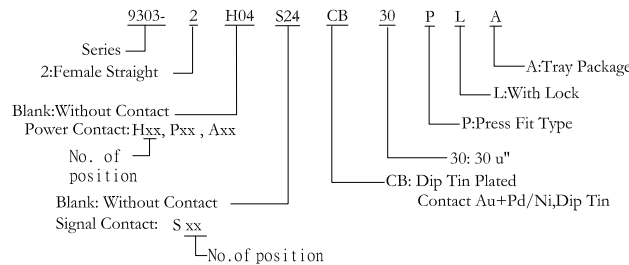 9303- 2 H04 S24 CB 30 P L A
Series
2:Female Straight
A:Tray Package
L:With Lock
Blank:Without Contact
Power Contact: Hxx, Pxx , Axx
P:Press Fit Type
No. of
position
30: 30 u"
CB: Dip Tin Plated
Contact Au+Pd/Ni,Dip Tin
Blank: Without Contact
Signal Contact: S xx
No.of position